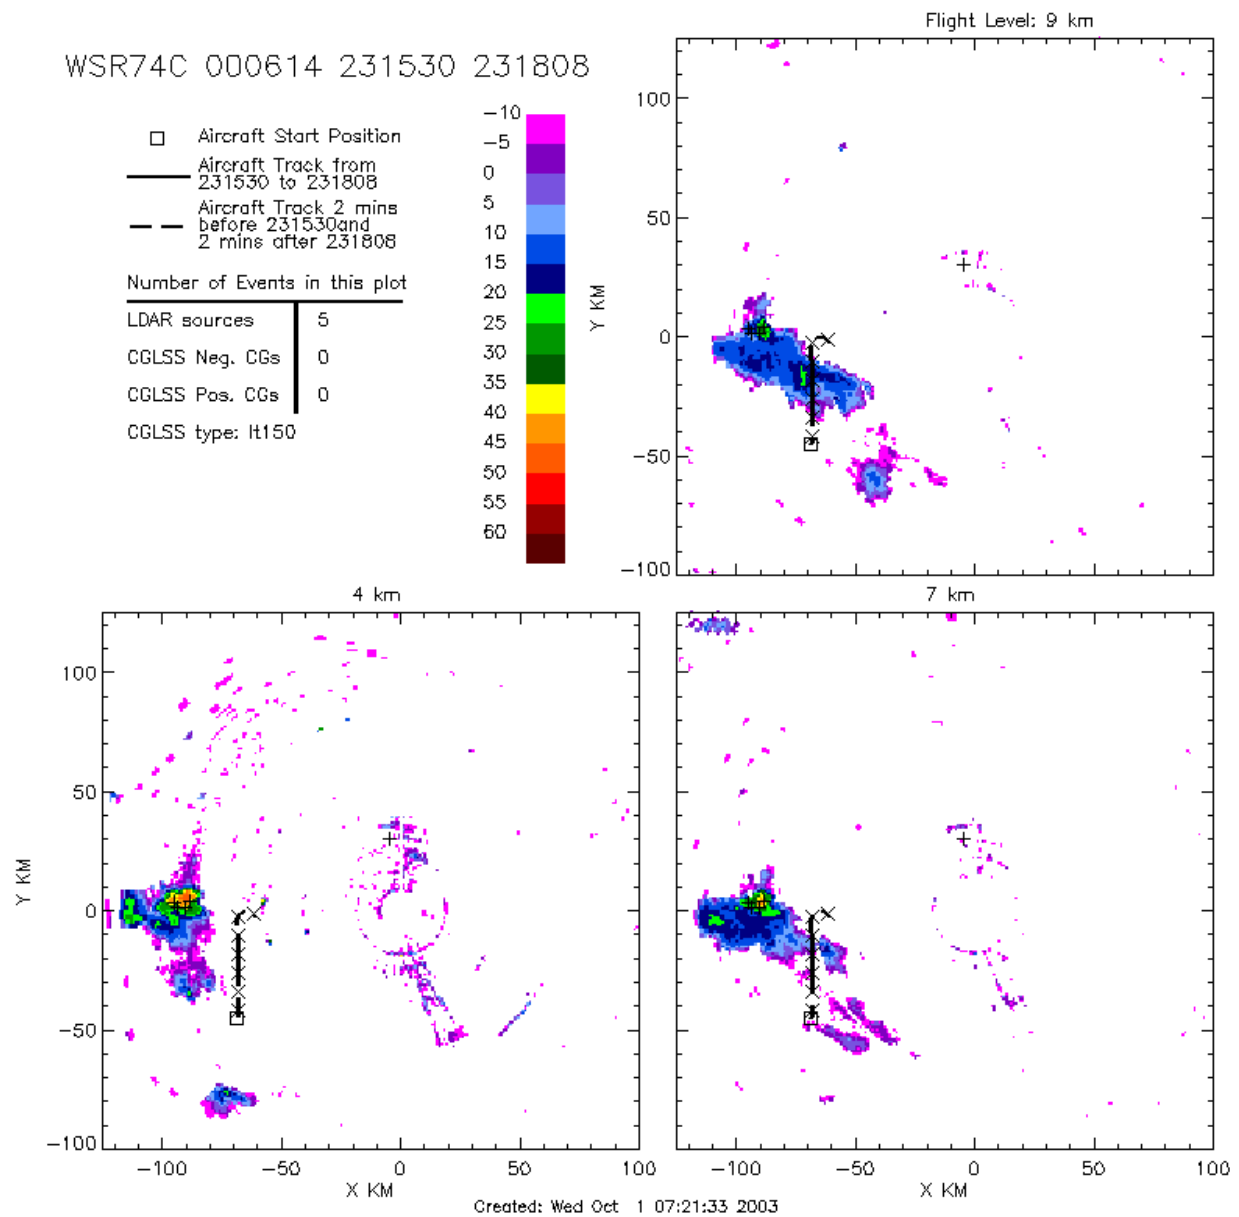 Flight Level: 9 km
WSR74C 000614 231530 231808
Aircraft Start Position
Aircraft Track from
231530 to 231808
Aircraft Track 2 mins
before 231530and
2 mins after 231808
Number of Events in this plot
LDAR sources 5
CGLSS Neg. CGs 0
CGLSS Pos. CGs 0
CGLSS type: lt150
-10
-5
0
5
10
15
20
25
30
35
40
45
50
55
60
Y KM
100
50
0
-50
-100
4 km
7 km
Y KM
100
50
0
-50
-100
100
50
0
-50
-100
-100 -50 0 50 100
X KM
-100 -50 0 50 100
X KM
Created: Wed Oct 1 07:21:33 2003